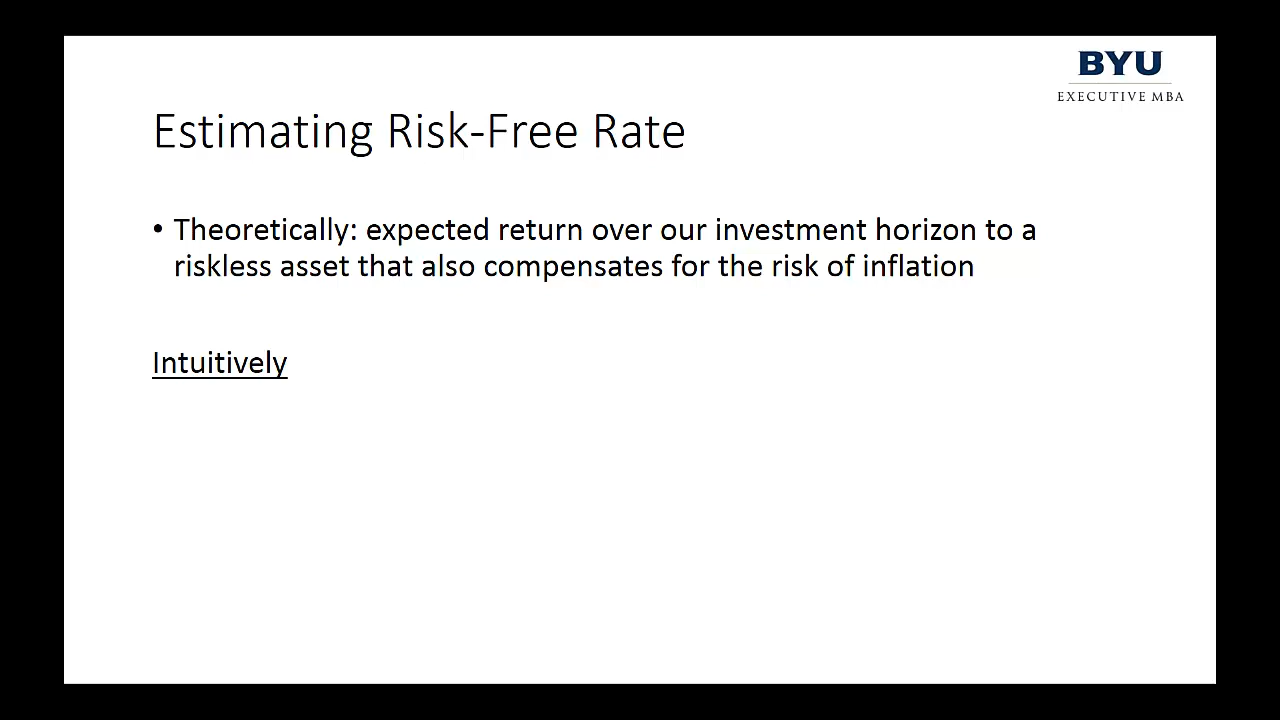 BYU
EXECUTIVE MBA
Estimating Risk-Free Rate
• Theoretically: expected return over our investment horizon to a
riskless asset that also compensates for the risk of inflation
Intuitively